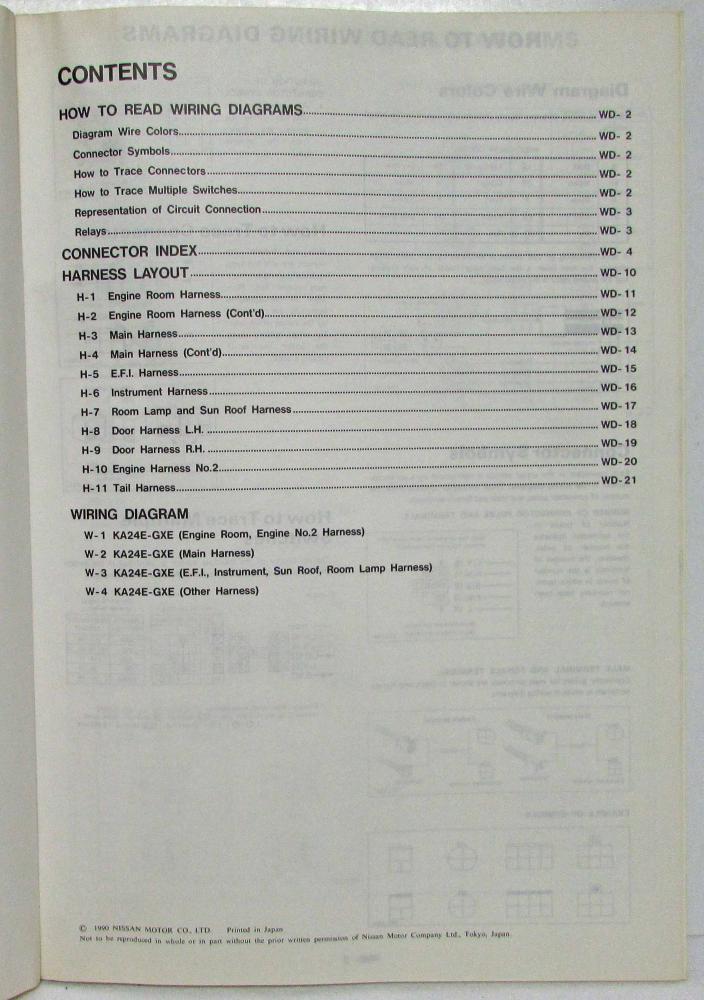 CONTENTS
HOW TO READ WIRING DIAGRAMS WD- 2
Diagram Wire Colors WD- 2
Connector Symbols WD- 2
How to Trace Connectors WD- 2
How to Trace Multiple Switches WD- 2
Representation of Circuit Connection WD- 3
Relays WD- 3
CONNECTOR INDEX WD- 4
HARNESS LAYOUT WD-10
H-1 Engine Room Harness WD-11
H-2 Engine Room Harness (Cont'd) WD-12
H-3 Main Harness WD-13
H-4 Main Harness (Cont'd) WD-14
H-5 E.F.I. Harness WD-15
H-6 Instrument Harness WD-16
H-7 Room Lamp and Sun Roof Harness WD-17
H-8 Door Harness L.H. WD-18
H-9 Door Harness R.H. WD-19
H-10 Engine Harness No.2 WD-20
H-11 Tail Harness WD-21
WIRING DIAGRAM
W-1 KA24E-GXE (Engine Room, Engine No.2 Harness)
W-2 KA24E-GXE (Main Harness)
W-3 KA24E-GXE (E.F.I., Instrument, Sun Roof, Room Lamp Harness)
W-4 KA24E-GXE (Other Harness)
© 1990 NISSAN MOTOR CO., LTD. Printed in Japan
Not to be reproduced in whole or in part without the prior written permission of Nissan Motor Company Ltd., Tokyo, Japan.